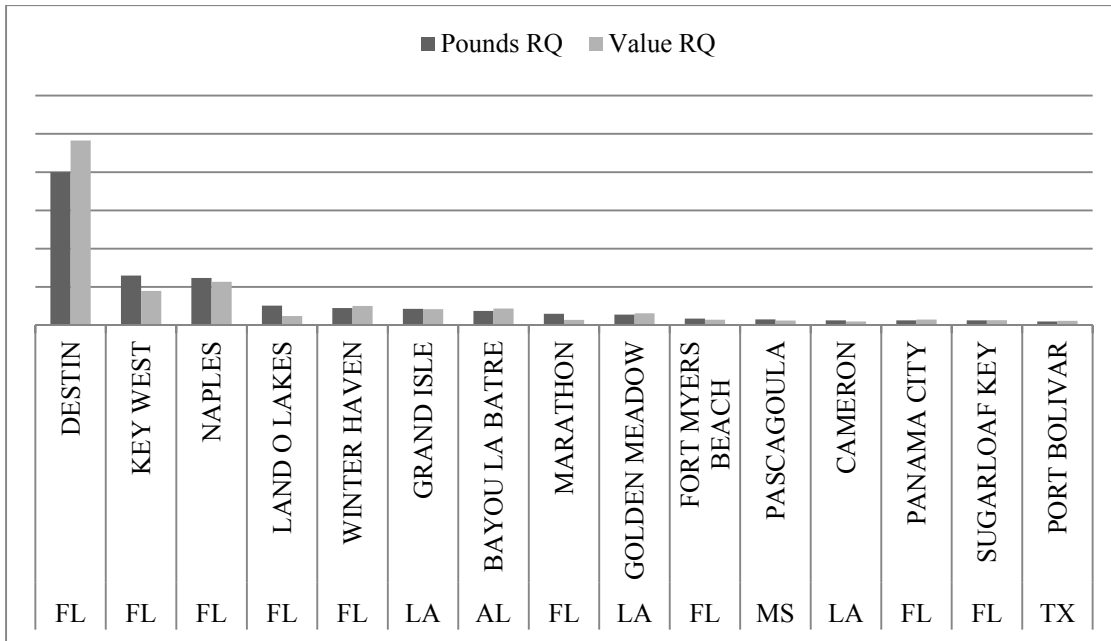 Pounds RQ Value RQ
DESTIN
KEY WEST
NAPLES
LAND O LAKES
WINTER HAVEN
GRAND ISLE
BAYOU LA BATRE
MARATHON
GOLDEN MEADOW
FORT MYERS
BEACH
PASCAGOULA
CAMERON
PANAMA CITY
SUGARLOAF KEY
PORT BOLIVAR
FL FL FL FL FL LA AL FL LA FL MS LA FL FL TX